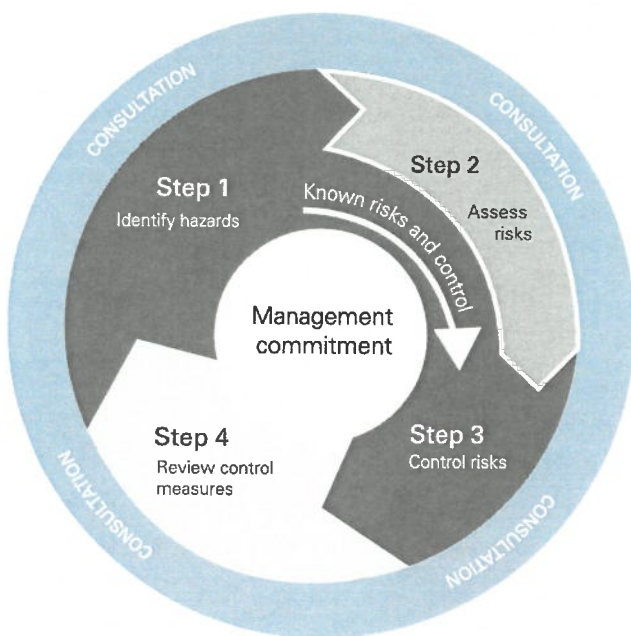 CONSULTATION
CONSULTATION
Step 1
Identify hazards
Step 2
Assess
risks
Known risks and control
Management
commitment
Step 3
Control risks
Step 4
Review control
measures
CONSULTATION
CONSULTATION